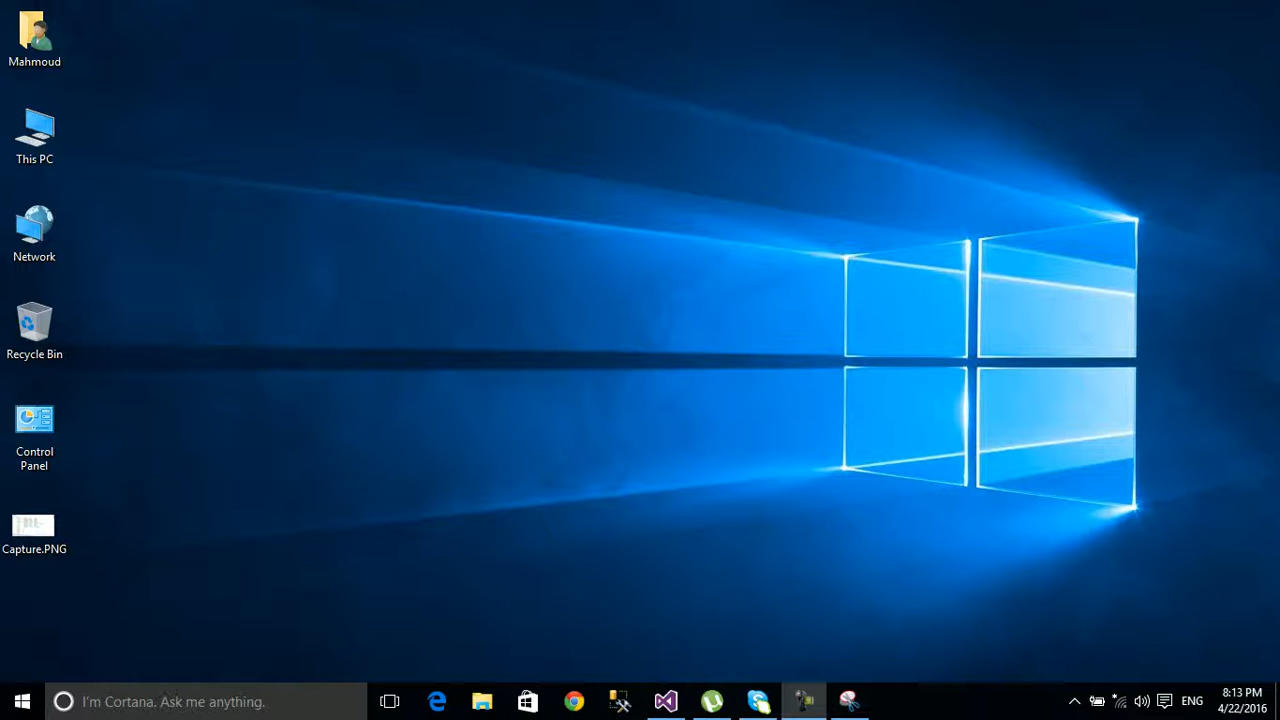 Mahmoud
This PC
Network
Recycle Bin
Control
Panel
Capture.PNG
I'm Cortana. Ask me anything.
ENG
8:13 PM
4/22/2016